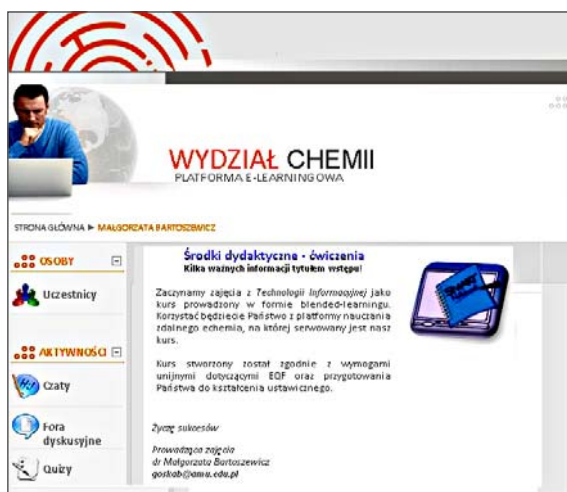 WYDZIAŁ CHEMII
PLATFORMA E-LEARNINGOWA
STRONA GŁÓWNA ► MAŁGORZATA BARTOSZEWICZ
OSOBY
Uczestnicy
AKTYWNOŚCI
Czaty
Fora
dyskusyjne
Quizy
Środki dydaktyczne - ćwiczenia
Kilka ważnych informacji tytułem wstępu!
Zaczynamy zajęcia z Technologii Informacyjnej jako
kurs prowadzony w formie blended-learningu.
Korzystać będziecie Państwo z platformy nauczania
zdalnego echemia, na której serwowany jest nasz
kurs.
Kurs stworzony został zgodnie z wymogami
unijnymi dotyczącymi EQF oraz przygotowania
Państwa do kształcenia ustawicznego.
Życzę sukcesów
Prowadząca zajęcia
dr Małgorzata Bartoszewicz
goskab@amu.edu.pl